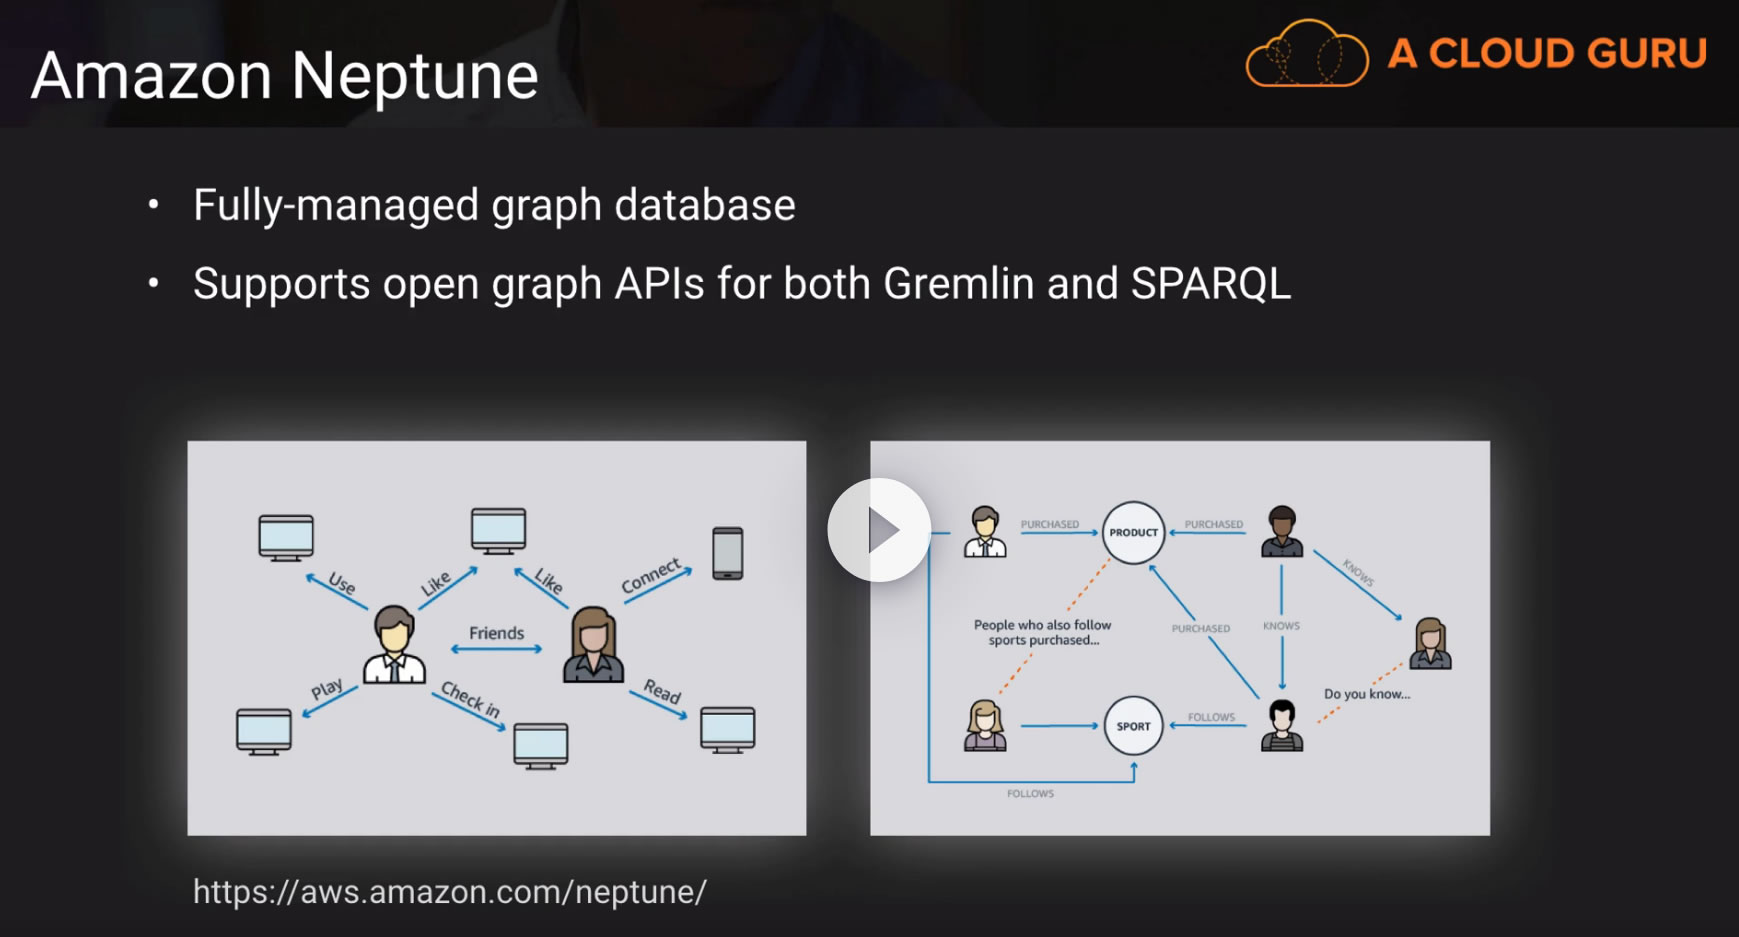 Amazon Neptune
A CLOUD GURU
• Fully-managed graph database
• Supports open graph APIs for both Gremlin and SPARQL
Use
Like
Like
Connect
Friends
Play
Check in
Read
PURCHASED
PRODUCT
PURCHASED
KNOWS
People who also follow
sports purchased...
PURCHASED
KNOWS
Do you know...
SPORT
FOLLOWS
FOLLOWS
https://aws.amazon.com/neptune/